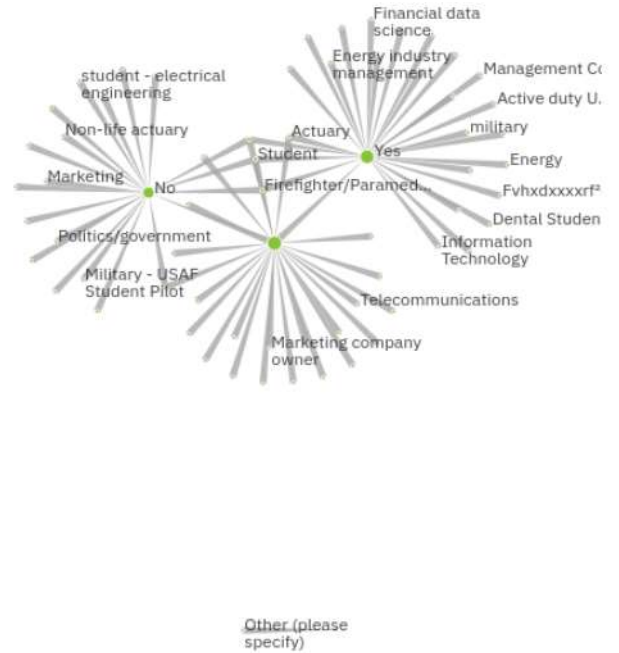 Financial data
science
Energy industry
management
Management Co
student - electrical
engineering
Active duty U.
Non-life actuary
Actuary
military
Student
Yes
Energy
Marketing
No
Firefighter/Paramed...
Fvhxdxxxxrf²
Dental Studen
Politics/government
Information
Technology
Military - USAF
Student Pilot
Telecommunications
Marketing company
owner
Other (please
specify)